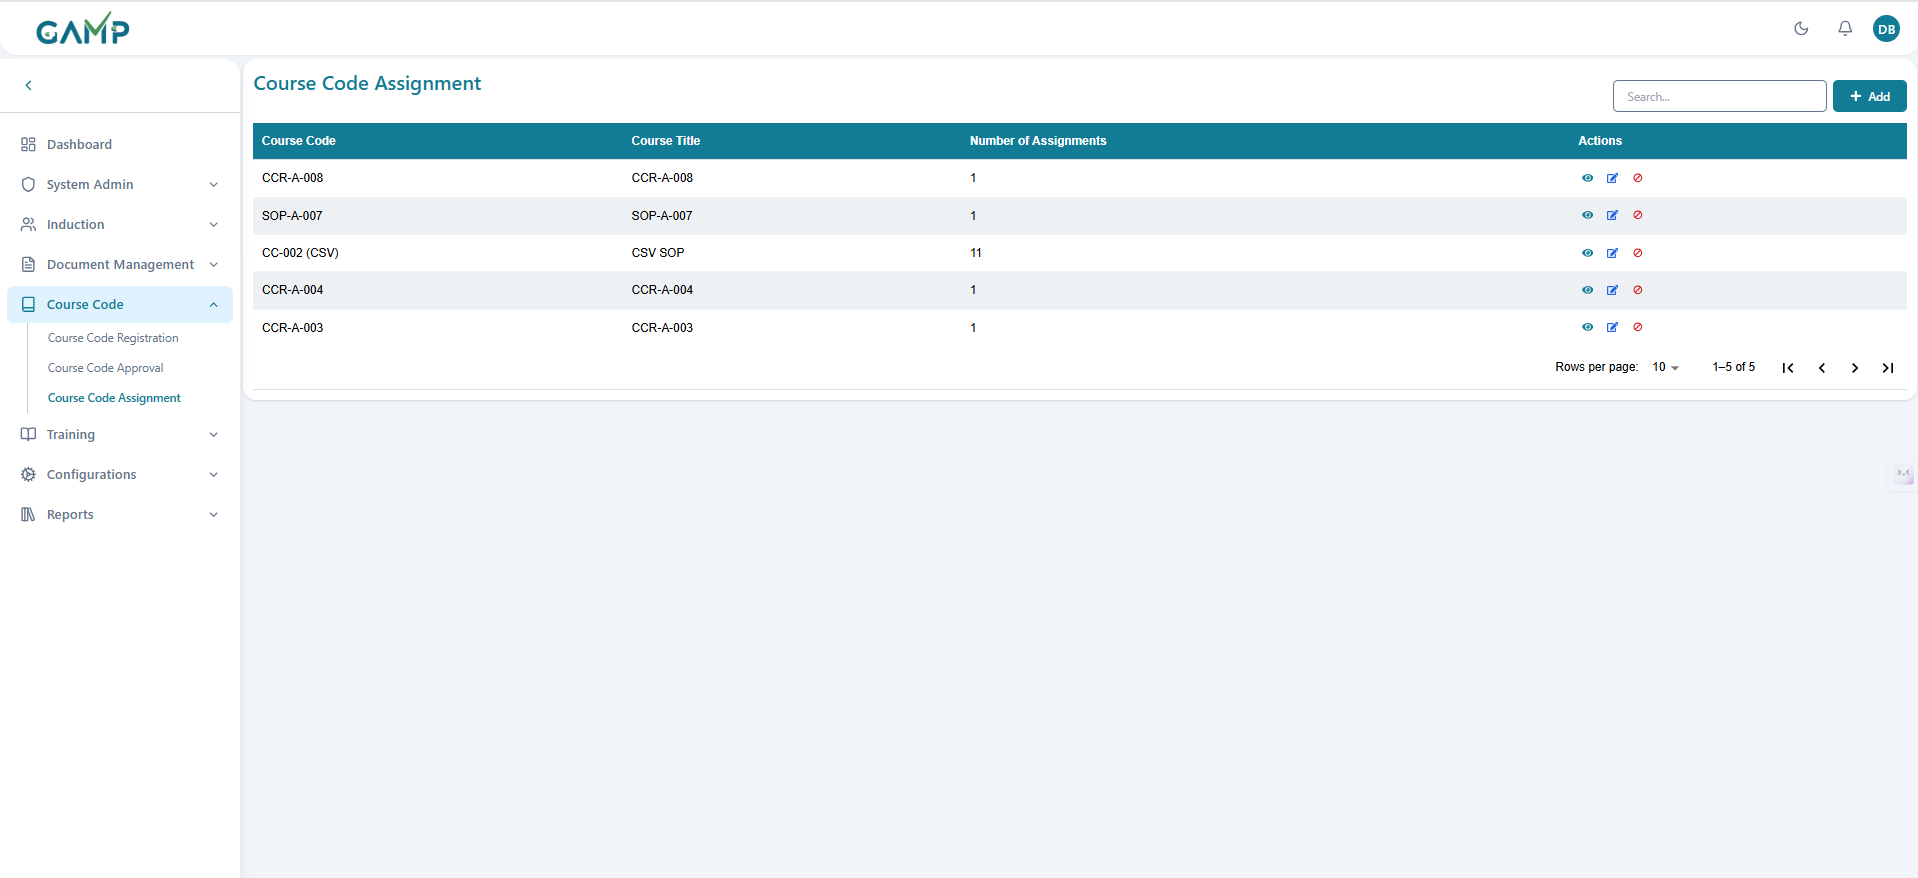 GAMP
DB
Dashboard
System Admin
Induction
Document Management
Course Code
Course Code Registration
Course Code Approval
Course Code Assignment
Training
Configurations
Reports
Course Code Assignment
Search...
+ Add
Course Code Course Title Number of Assignments Actions
CCR-A-008 CCR-A-008 1
SOP-A-007 SOP-A-007 1
CC-002 (CSV) CSV SOP 11
CCR-A-004 CCR-A-004 1
CCR-A-003 CCR-A-003 1
Rows per page: 10 1–5 of 5